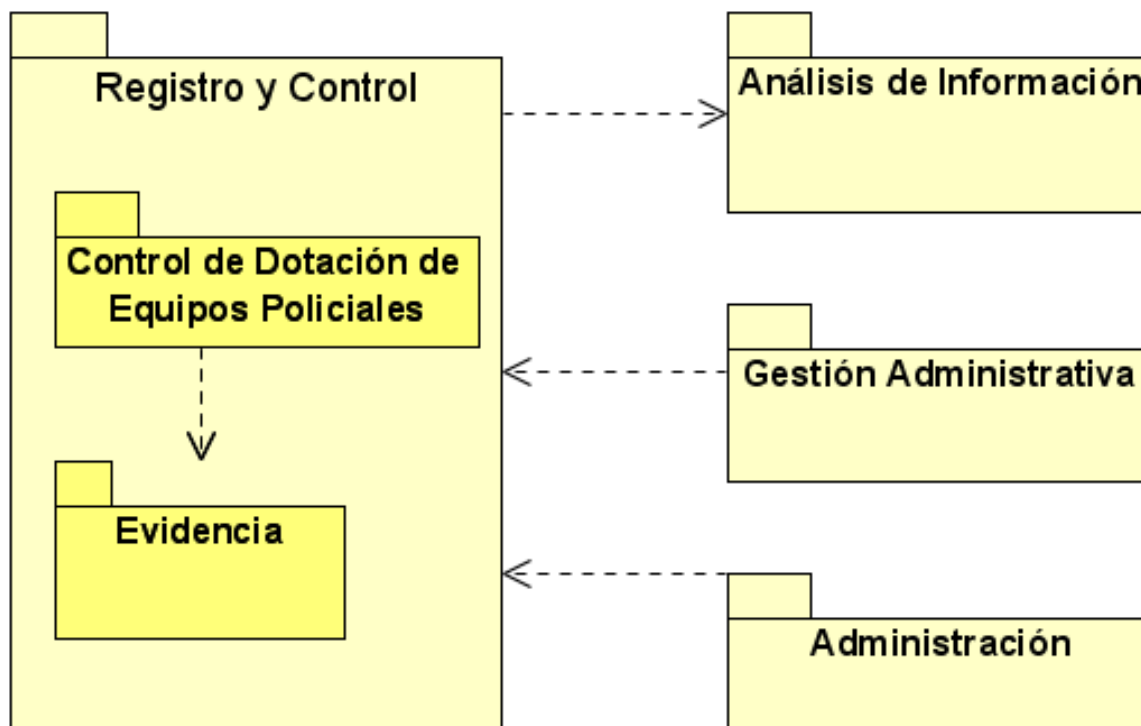 Registro y Control
Análisis de Información
Control de Dotación de
Equipos Policiales
Gestión Administrativa
Evidencia
Administración